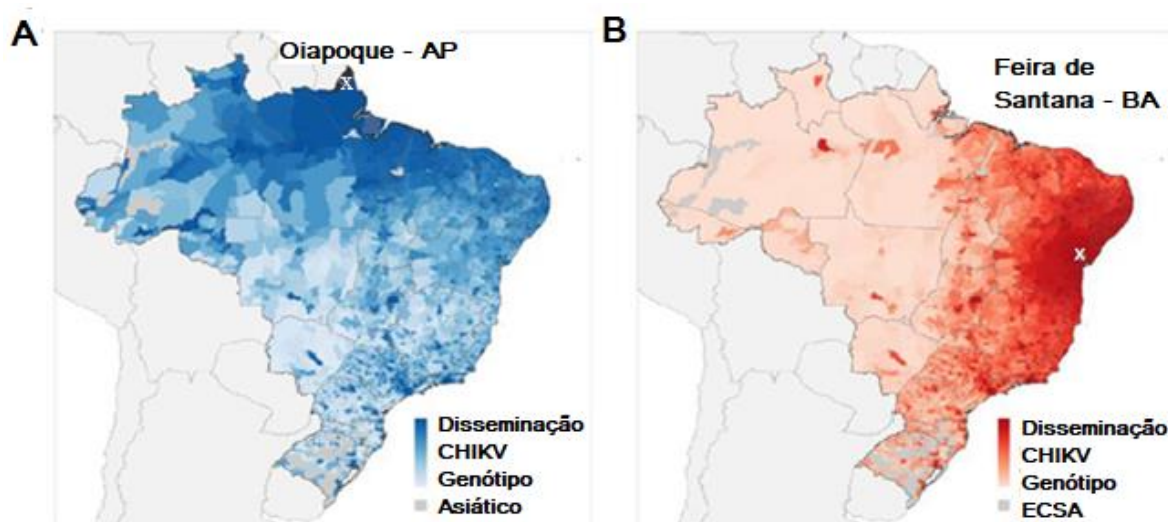 A
Oiapoque - AP
X
Disseminação
CHIKV
Genótipo
Asiático
B
Feira de
Santana - BA
X
Disseminação
CHIKV
Genótipo
ECSA